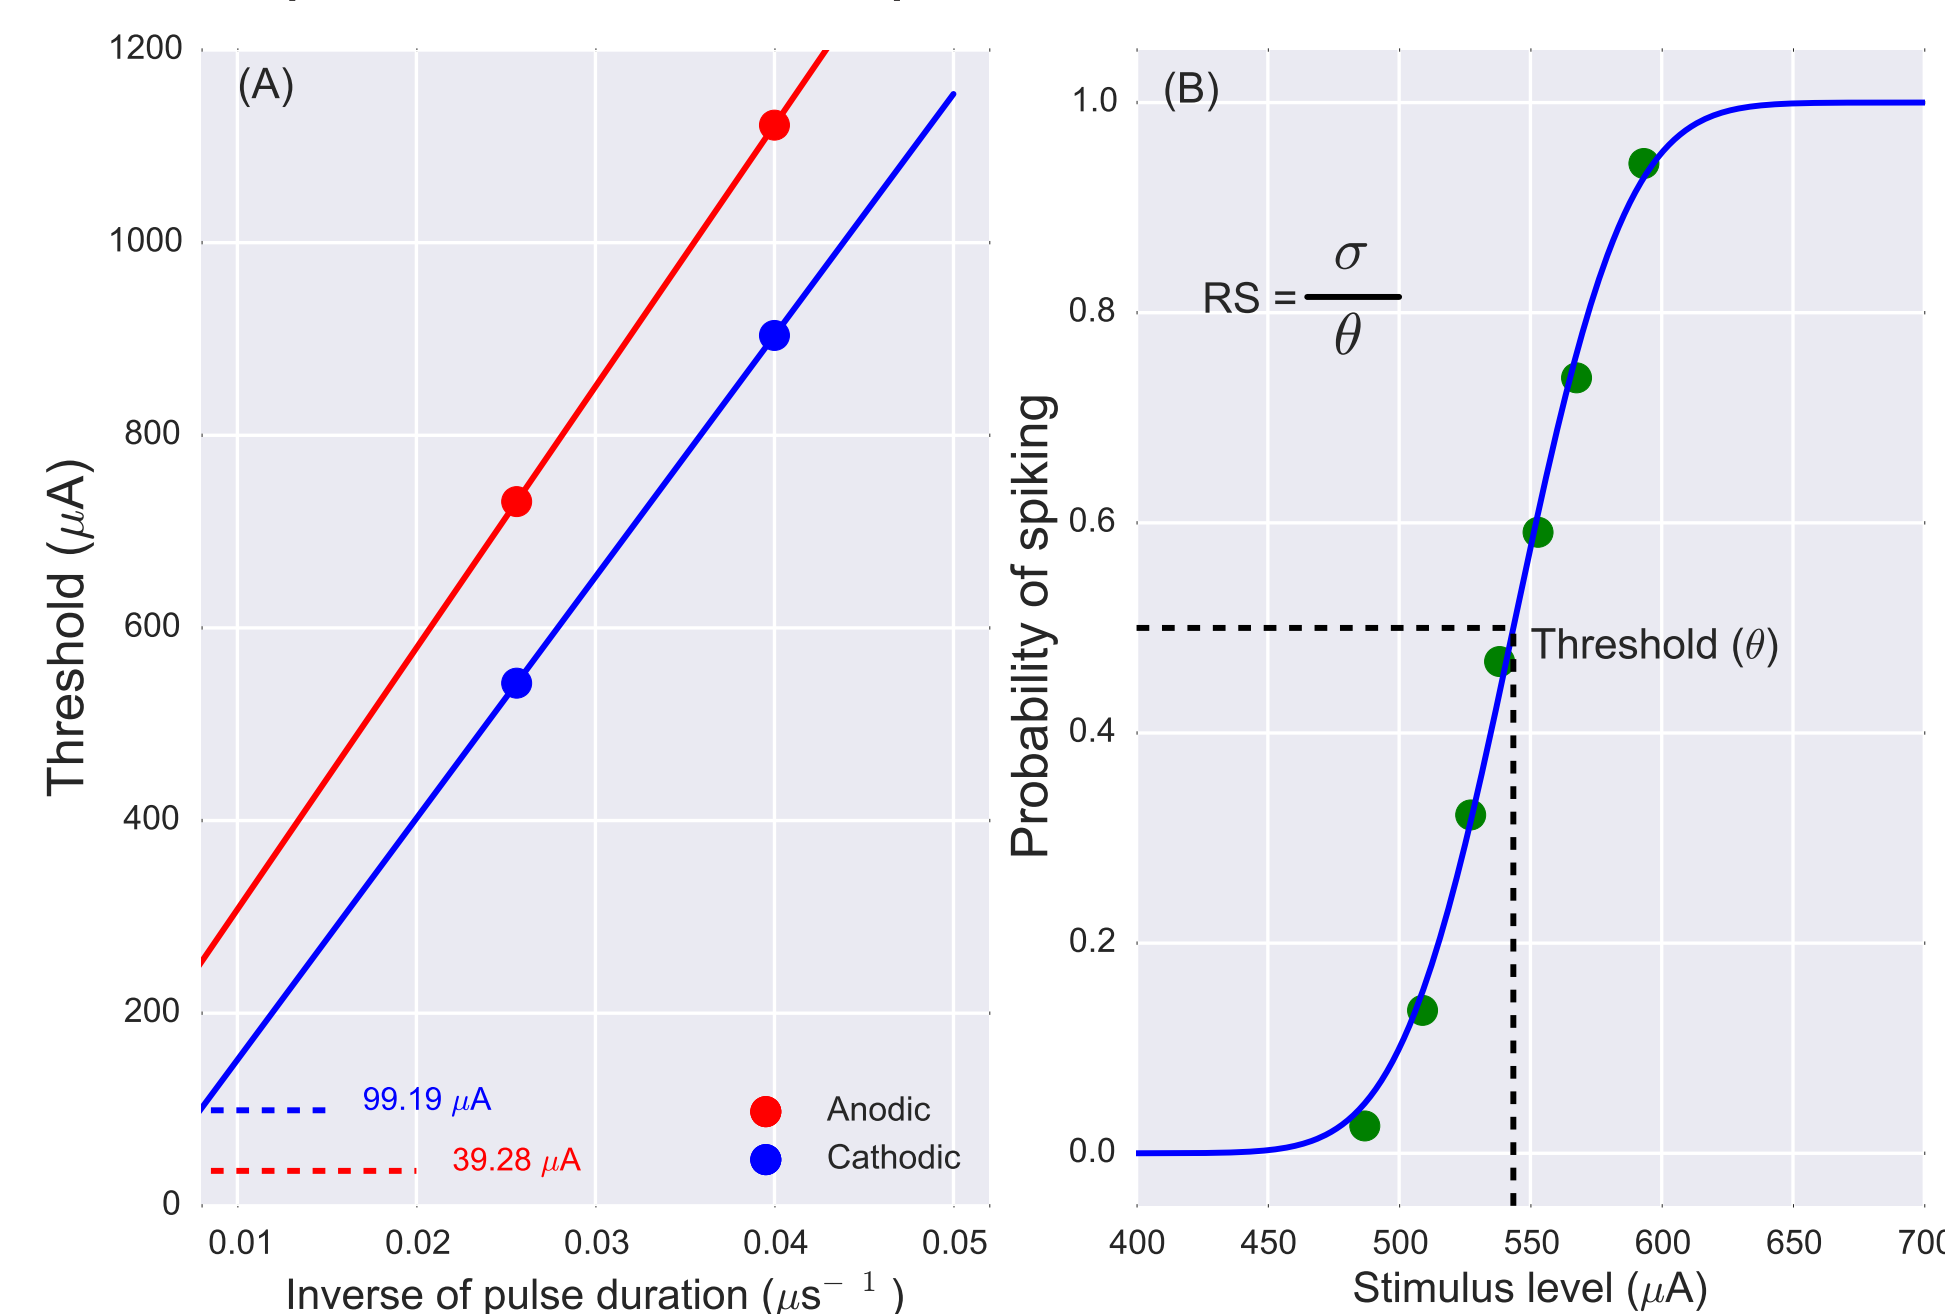 (A)
1200
1000
800
600
400
200
0
Threshold (μA)
99.19 μA
39.28 μA
Anodic
Cathodic
0.01 0.02 0.03 0.04 0.05
Inverse of pulse duration (μs⁻¹)
(B)
1.0
0.8
0.6
0.4
0.2
0.0
Probability of spiking
RS = σ
θ
Threshold (θ)
400 450 500 550 600 650 700
Stimulus level (μA)